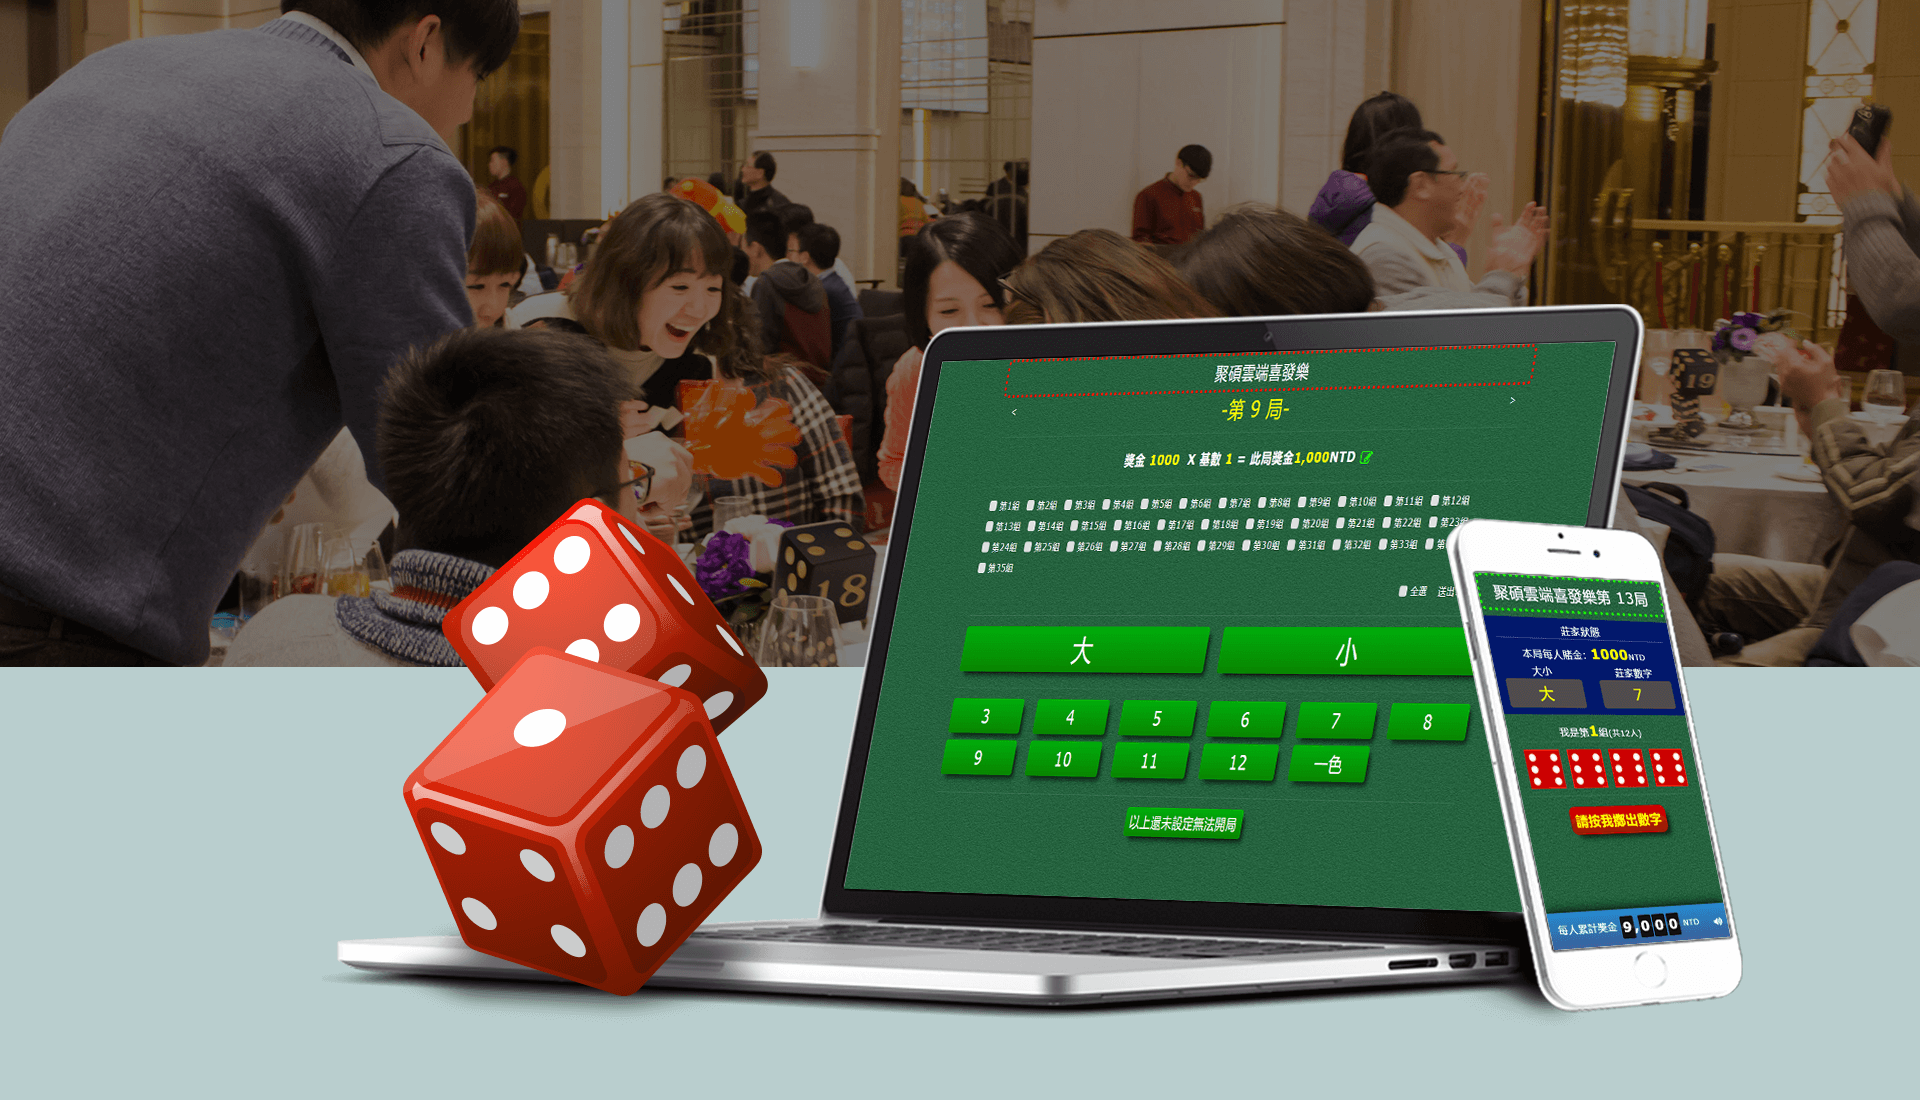 聚碩雲端喜發樂
-第 9 局-
< >
獎金 1000 X 基數 1 = 此局獎金1,000NTD
第1組 第2組 第3組 第4組 第5組 第6組 第7組 第8組 第9組 第10組 第11組 第12組
第13組 第14組 第15組 第16組 第17組 第18組 第19組 第20組 第21組 第22組 第23組
第24組 第25組 第26組 第27組 第28組 第29組 第30組 第31組 第32組 第33組 第
第35組
全選 送出
大 小
3 4 5 6 7 8
9 10 11 12 一色
以上還未設定無法開局
聚碩雲端喜發樂第 13局
莊家狀態
本局每人賭金: 1000NTD
大小 莊家數字
大 7
我是第1組(共12人)
請按我擲出數字
每人累計獎金 9,000 NTD
18
19
18